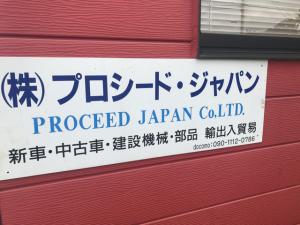 (株)プロシード・ジャパン
PROCEED JAPAN Co.LTD.
新車・中古車・建設機械・部品 輸出入貿易
docomo:090-1112-0786